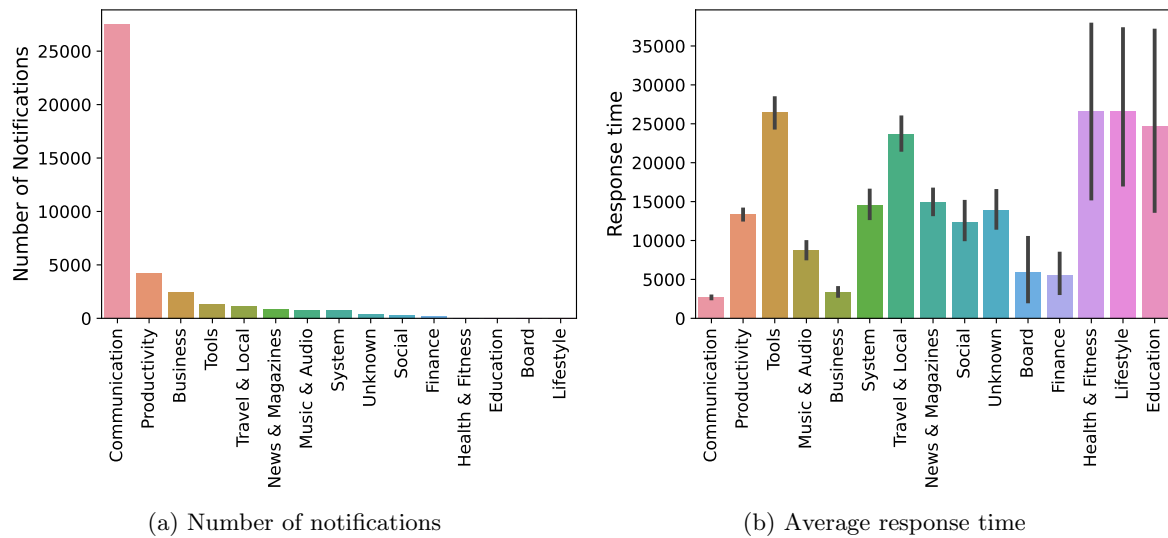 Number of Notifications
25000
20000
15000
10000
5000
0
Communication
Productivity
Business
Tools
Travel & Local
News & Magazines
Music & Audio
System
Unknown
Social
Finance
Health & Fitness
Education
Board
Lifestyle
(a) Number of notifications
Response time
35000
30000
25000
20000
15000
10000
5000
0
Communication
Productivity
Tools
Music & Audio
Business
System
Travel & Local
News & Magazines
Social
Unknown
Board
Finance
Health & Fitness
Lifestyle
Education
(b) Average response time